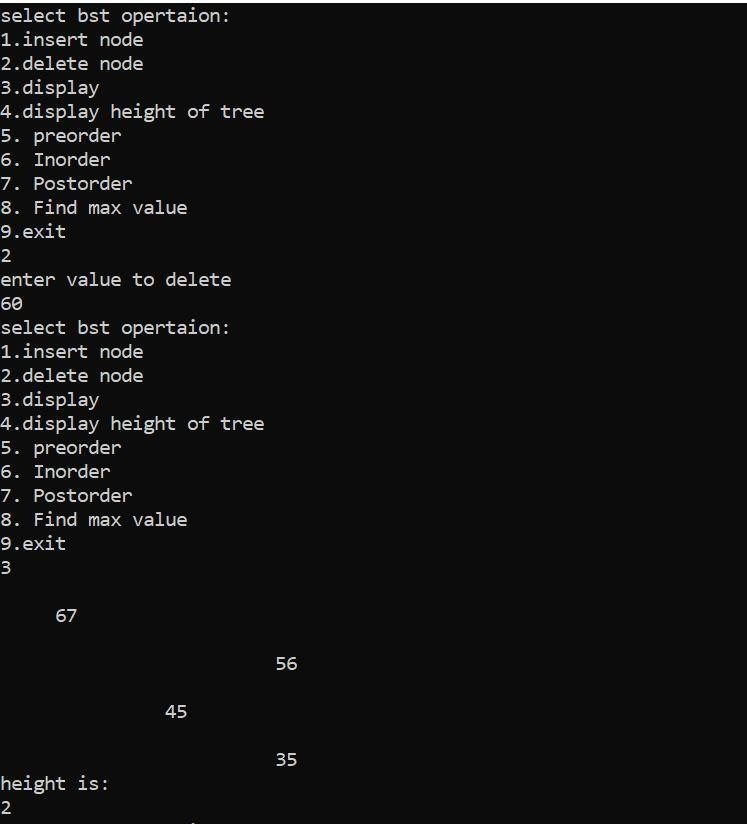 select bst opertaion:
1.insert node
2.delete node
3.display
4.display height of tree
5. preorder
6. Inorder
7. Postorder
8. Find max value
9.exit
2
enter value to delete
60
select bst opertaion:
1.insert node
2.delete node
3.display
4.display height of tree
5. preorder
6. Inorder
7. Postorder
8. Find max value
9.exit
3
67
56
45
35
height is:
2